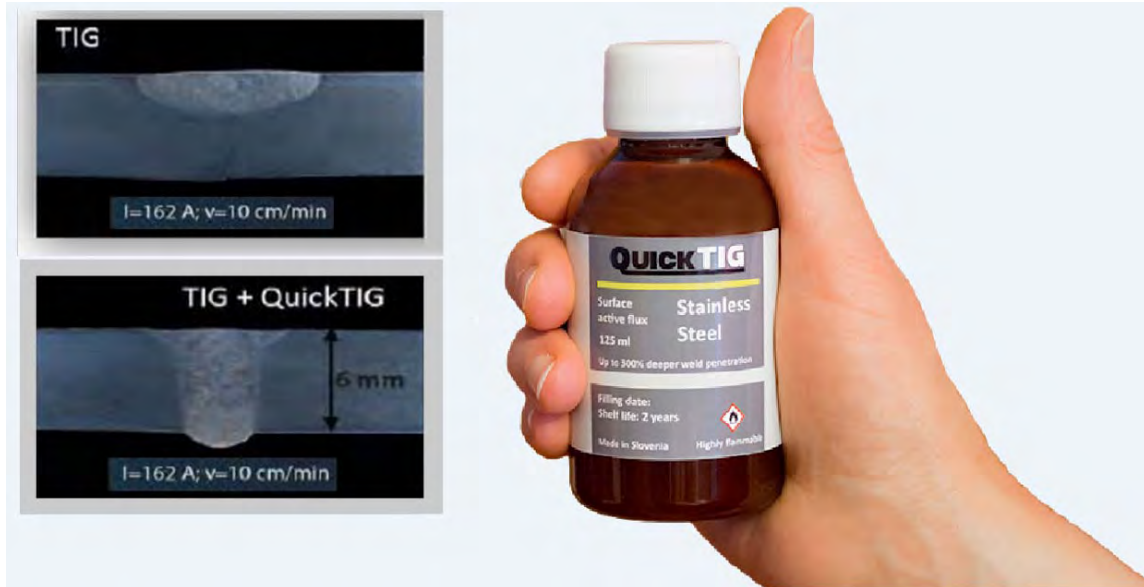 TIG
I=162 A; v=10 cm/min
TIG + QuickTIG
6 mm
I=162 A; v=10 cm/min
QUICKTIG
Surface
active flux
Stainless
Steel
125 ml
Up to 300% deeper weld penetration
Filling date:
Shelf life: 2 years
Made in Slovenia
Highly flammable